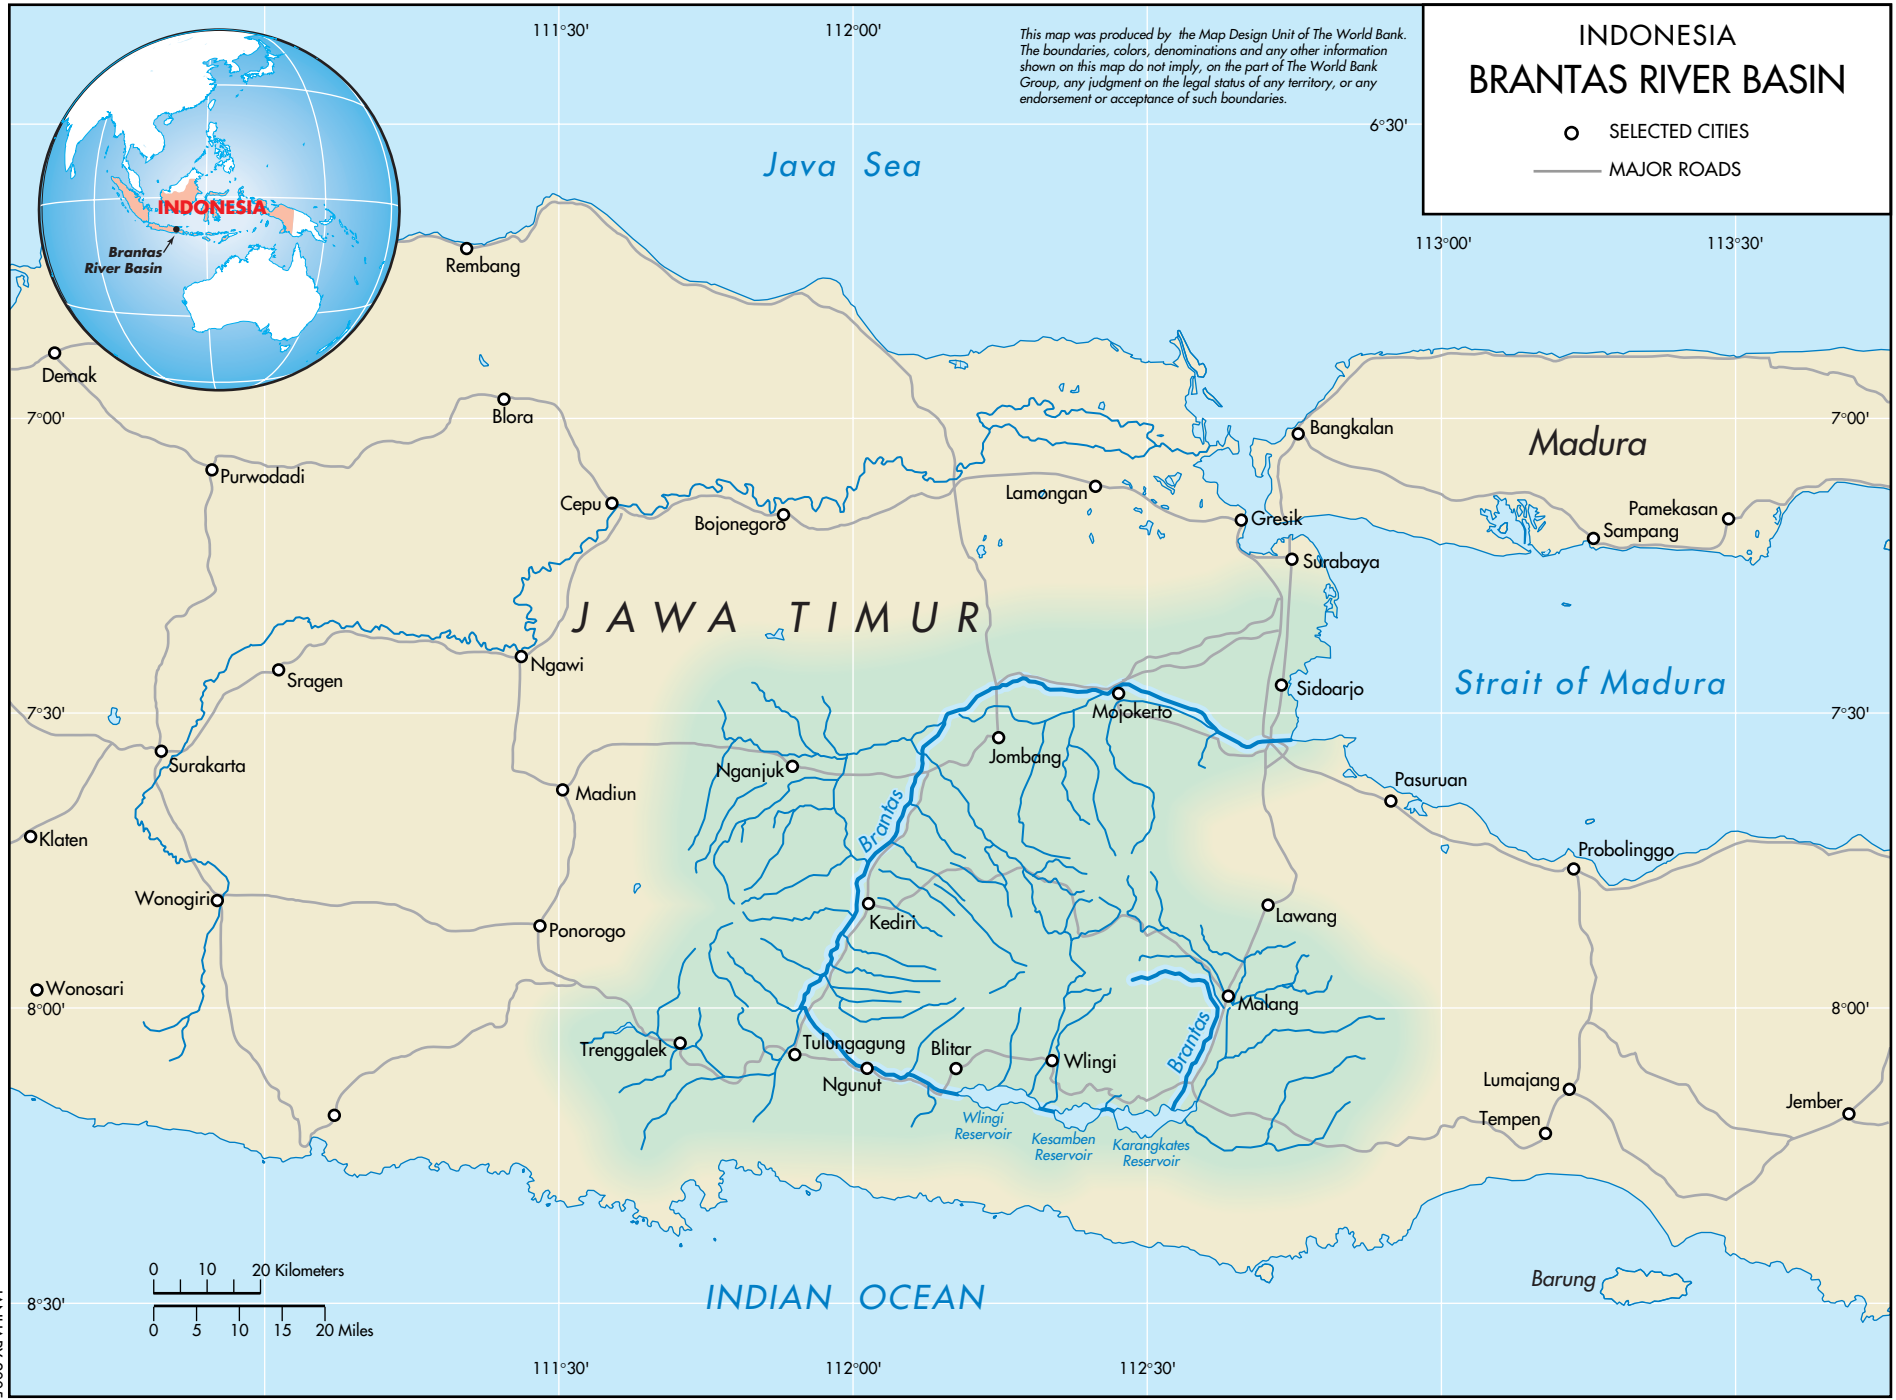 INDONESIA
BRANTAS RIVER BASIN
SELECTED CITIES
MAJOR ROADS
This map was produced by the Map Design Unit of The World Bank.
The boundaries, colors, denominations and any other information
shown on this map do not imply, on the part of The World Bank
Group, any judgment on the legal status of any territory, or any
endorsement or acceptance of such boundaries.
111°30'
112°00'
6°30'
113°00'
113°30'
Java Sea
INDONESIA
Brantas
River Basin
Rembang
Demak
Blora
7°00'
7°00'
Bangkalan
Madura
Purwodadi
Cepu
Bojonegoro
Lamongan
Gresik
Pamekasan
Sampang
Surabaya
JAWA TIMUR
Ngawi
Sragen
Sidoarjo
Strait of Madura
7°30'
7°30'
Mojokerto
Jombang
Surakarta
Nganjuk
Madiun
Pasuruan
Klaten
Brantas
Probolinggo
Wonogiri
Kediri
Lawang
Ponorogo
Wonosari
Malang
8°00'
8°00'
Trenggalek
Tulungagung
Blitar
Wlingi
Brantas
Ngunut
Lumajang
Tempen
Jember
Wlingi
Reservoir
Kesamben
Reservoir
Karangkates
Reservoir
0 10 20 Kilometers
0 5 10 15 20 Miles
INDIAN OCEAN
Barung
8°30'
111°30'
112°00'
112°30'